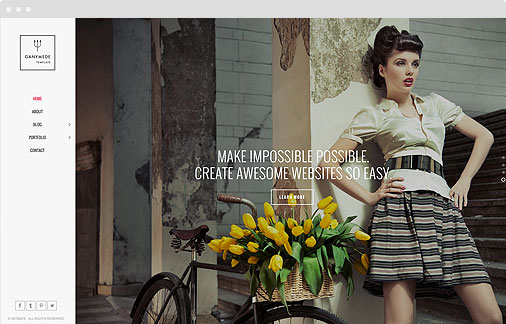 GANYMEDE
TEMPLATE
HOME
ABOUT
BLOG
PORTFOLIO
CONTACT
MAKE IMPOSSIBLE POSSIBLE.
CREATE AWESOME WEBSITES SO EASY
LEARN MORE
ALL RIGHTS RESERVED